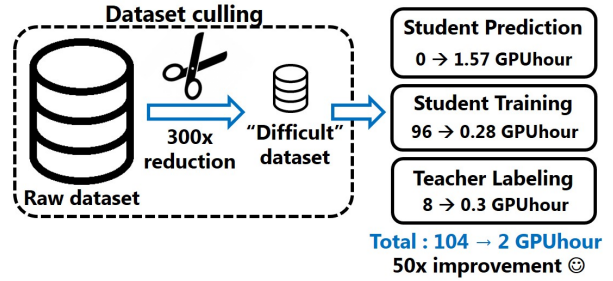 Dataset culling
Raw dataset
300x
reduction
“Difficult”
dataset
Student Prediction
0 → 1.57 GPUhour
Student Training
96 → 0.28 GPUhour
Teacher Labeling
8 → 0.3 GPUhour
Total : 104 → 2 GPUhour
50x improvement ☺